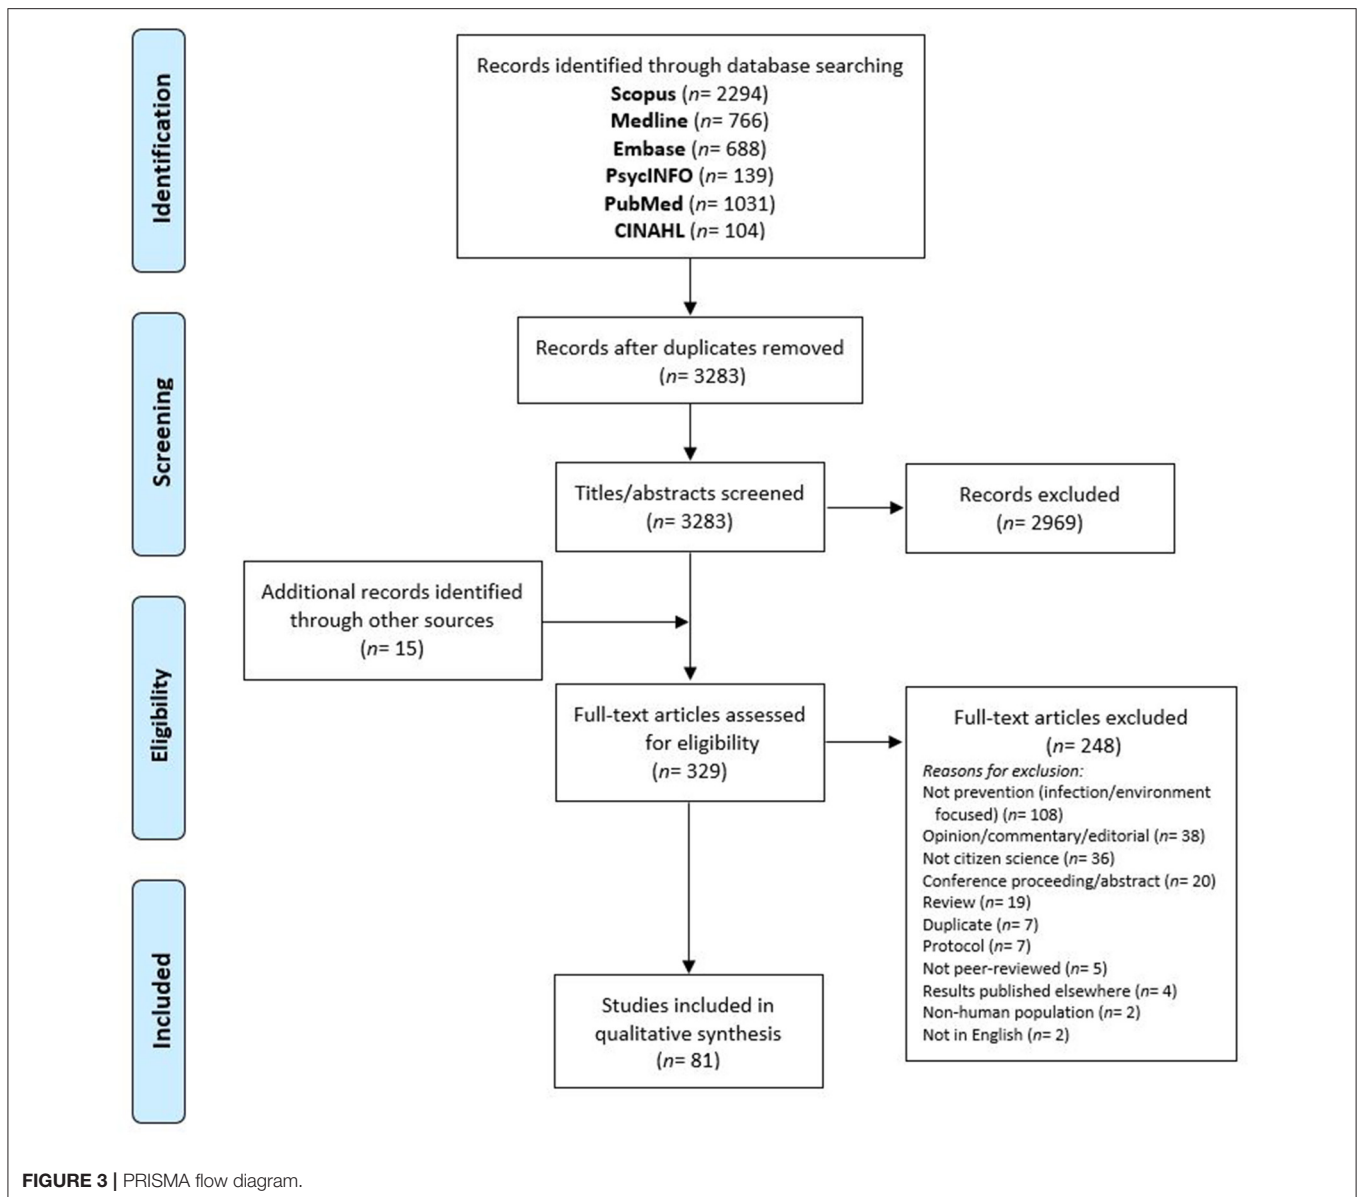 Identification
Records identified through database searching
Scopus (n= 2294)
Medline (n= 766)
Embase (n= 688)
PsycINFO (n= 139)
PubMed (n= 1031)
CINAHL (n= 104)
Screening
Records after duplicates removed
(n= 3283)
Titles/abstracts screened
(n= 3283)
Records excluded
(n= 2969)
Additional records identified
through other sources
(n= 15)
Eligibility
Full-text articles assessed
for eligibility
(n= 329)
Full-text articles excluded
(n= 248)
Reasons for exclusion:
Not prevention (infection/environment
focused) (n= 108)
Opinion/commentary/editorial (n= 38)
Not citizen science (n= 36)
Conference proceeding/abstract (n= 20)
Review (n= 19)
Duplicate (n= 7)
Protocol (n= 7)
Not peer-reviewed (n= 5)
Results published elsewhere (n= 4)
Non-human population (n= 2)
Not in English (n= 2)
Included
Studies included in
qualitative synthesis
(n= 81)
FIGURE 3 | PRISMA flow diagram.